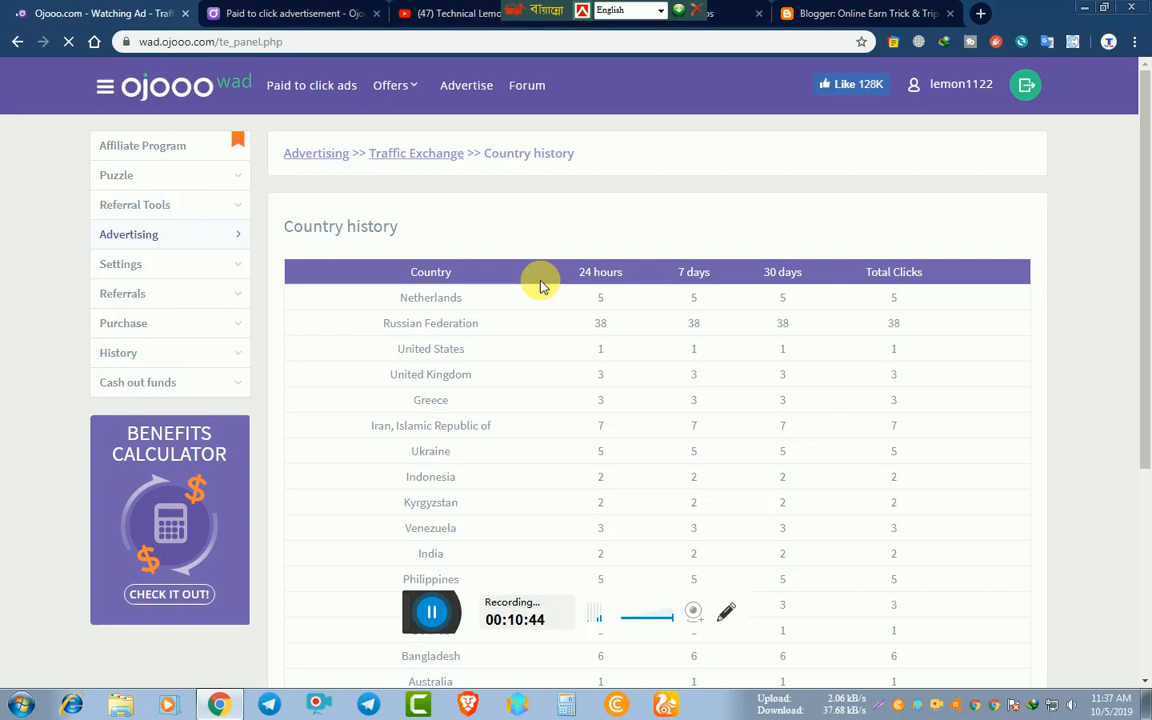 Ojooo.com - Watching Ad - Traff
Paid to click advertisement - Ojo
(47) Technical Lemo
বায়ান্নো
English
Blogger: Online Earn Trick & Trip
wad.ojooo.com/te_panel.php
ojooo wad
Paid to click ads
Offers
Advertise
Forum
Like 128K
lemon1122
Affiliate Program
Puzzle
Referral Tools
Advertising
Settings
Referrals
Purchase
History
Cash out funds
BENEFITS
CALCULATOR
CHECK IT OUT!
Advertising >> Traffic Exchange >> Country history
Country history
Country 24 hours 7 days 30 days Total Clicks
Netherlands 5 5 5 5
Russian Federation 38 38 38 38
United States 1 1 1 1
United Kingdom 3 3 3 3
Greece 3 3 3 3
Iran, Islamic Republic of 7 7 7 7
Ukraine 5 5 5 5
Indonesia 2 2 2 2
Kyrgyzstan 2 2 2 2
Venezuela 3 3 3 3
India 2 2 2 2
Philippines 5 5 5 5
3 3
1 1
Bangladesh 6 6 6 6
Australia 1 1 1 1
Recording...
00:10:44
Upload: 2.06 kB/s
Download: 37.68 kB/s
11:37 AM
10/5/2019